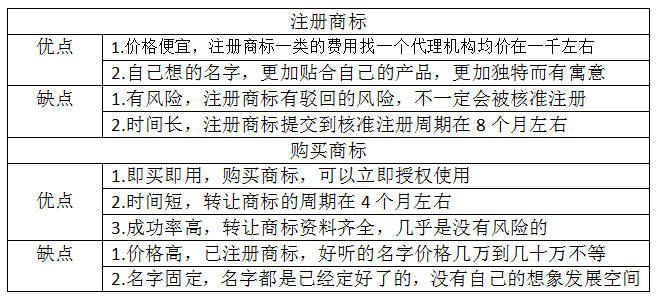 注册商标
优点
1.价格便宜，注册商标一类的费用找一个代理机构均价在一千左右
2.自己想的名字，更加贴合自己的产品，更加独特而有寓意
缺点
1.有风险，注册商标有驳回的风险，不一定会被核准注册
2.时间长，注册商标提交到核准注册周期在 8 个月左右
购买商标
优点
1.即买即用，购买商标，可以立即授权使用
2.时间短，转让商标的周期在 4 个月左右
3.成功率高，转让商标资料齐全，几乎是没有风险的
缺点
1.价格高，已注册商标，好听的名字价格几万到几十万不等
2.名字固定，名字都是已经定好了的，没有自己的想象发展空间